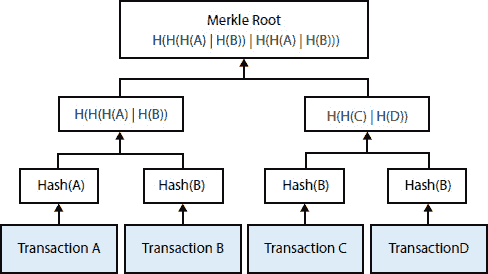 Merkle Root
H(H(H(A) | H(B)) | H(H(A) | H(B)))
H(H(H(A) | H(B))
H(H(C) | H(D))
Hash(A)
Hash(B)
Hash(B)
Hash(B)
Transaction A
Transaction B
Transaction C
TransactionD